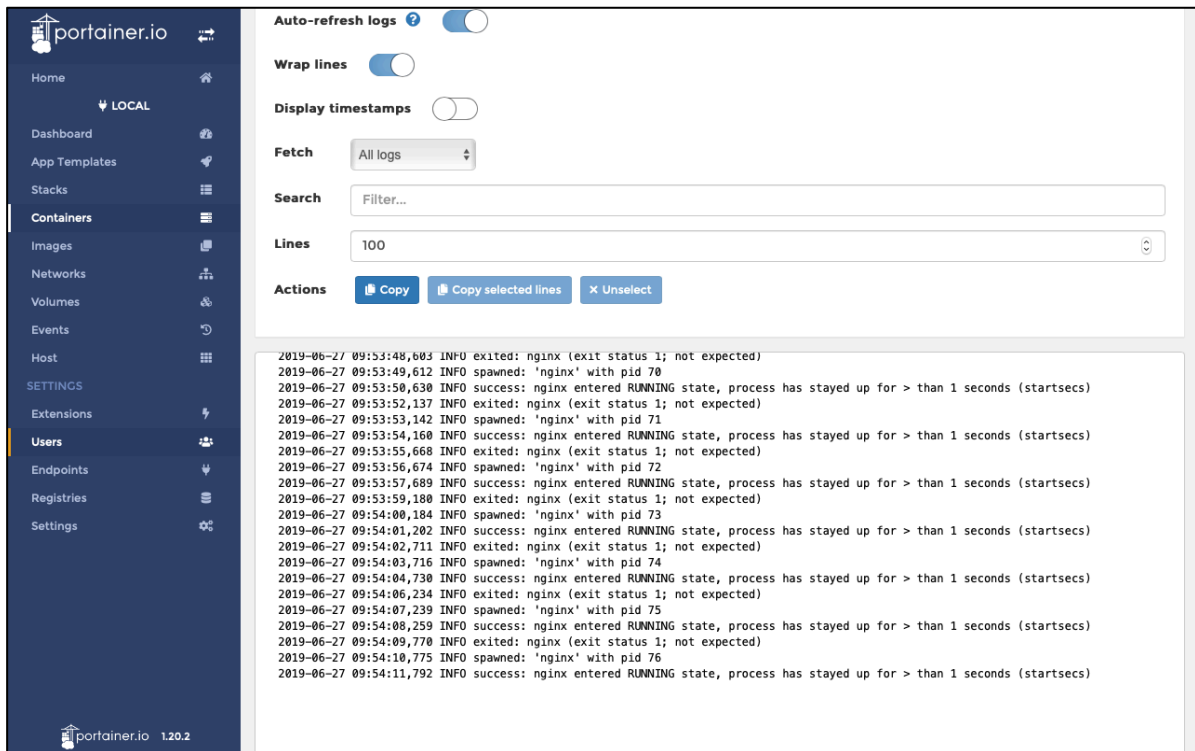 portainer.io
Home
LOCAL
Dashboard
App Templates
Stacks
Containers
Images
Networks
Volumes
Events
Host
SETTINGS
Extensions
Users
Endpoints
Registries
Settings
portainer.io 1.20.2
Auto-refresh logs ?
Wrap lines
Display timestamps
Fetch All logs
Search Filter...
Lines 100
Actions Copy Copy selected lines Unselect
2019-06-27 09:53:48,603 INFO exited: nginx (exit status 1; not expected)
2019-06-27 09:53:49,612 INFO spawned: 'nginx' with pid 70
2019-06-27 09:53:50,630 INFO success: nginx entered RUNNING state, process has stayed up for > than 1 seconds (startsecs)
2019-06-27 09:53:52,137 INFO exited: nginx (exit status 1; not expected)
2019-06-27 09:53:53,142 INFO spawned: 'nginx' with pid 71
2019-06-27 09:53:54,160 INFO success: nginx entered RUNNING state, process has stayed up for > than 1 seconds (startsecs)
2019-06-27 09:53:55,668 INFO exited: nginx (exit status 1; not expected)
2019-06-27 09:53:56,674 INFO spawned: 'nginx' with pid 72
2019-06-27 09:53:57,689 INFO success: nginx entered RUNNING state, process has stayed up for > than 1 seconds (startsecs)
2019-06-27 09:53:59,180 INFO exited: nginx (exit status 1; not expected)
2019-06-27 09:54:00,184 INFO spawned: 'nginx' with pid 73
2019-06-27 09:54:01,202 INFO success: nginx entered RUNNING state, process has stayed up for > than 1 seconds (startsecs)
2019-06-27 09:54:02,711 INFO exited: nginx (exit status 1; not expected)
2019-06-27 09:54:03,716 INFO spawned: 'nginx' with pid 74
2019-06-27 09:54:04,730 INFO success: nginx entered RUNNING state, process has stayed up for > than 1 seconds (startsecs)
2019-06-27 09:54:06,234 INFO exited: nginx (exit status 1; not expected)
2019-06-27 09:54:07,239 INFO spawned: 'nginx' with pid 75
2019-06-27 09:54:08,259 INFO success: nginx entered RUNNING state, process has stayed up for > than 1 seconds (startsecs)
2019-06-27 09:54:09,770 INFO exited: nginx (exit status 1; not expected)
2019-06-27 09:54:10,775 INFO spawned: 'nginx' with pid 76
2019-06-27 09:54:11,792 INFO success: nginx entered RUNNING state, process has stayed up for > than 1 seconds (startsecs)